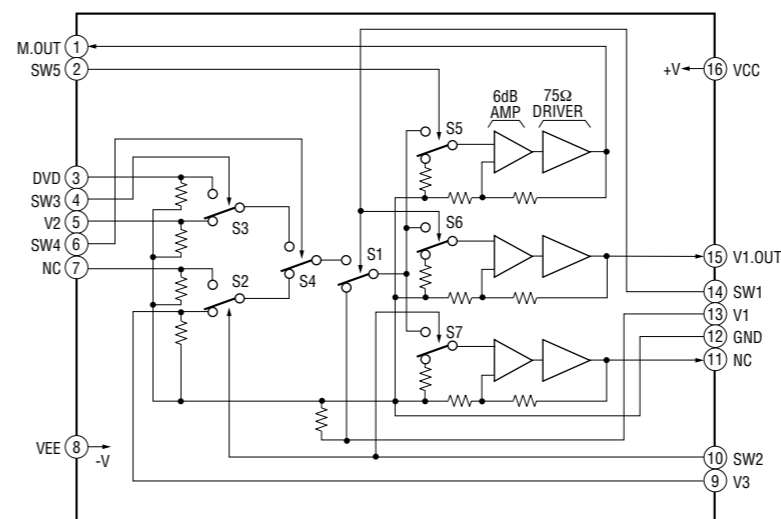 M.OUT 1
SW5 2
DVD 3
SW3 4
V2 5
SW4 6
NC 7
VEE 8
-V
S3
S2
S4
S1
S5
S6
S7
6dB
AMP
75Ω
DRIVER
+V 16 VCC
15 V1.OUT
14 SW1
13 V1
12 GND
11 NC
10 SW2
9 V3